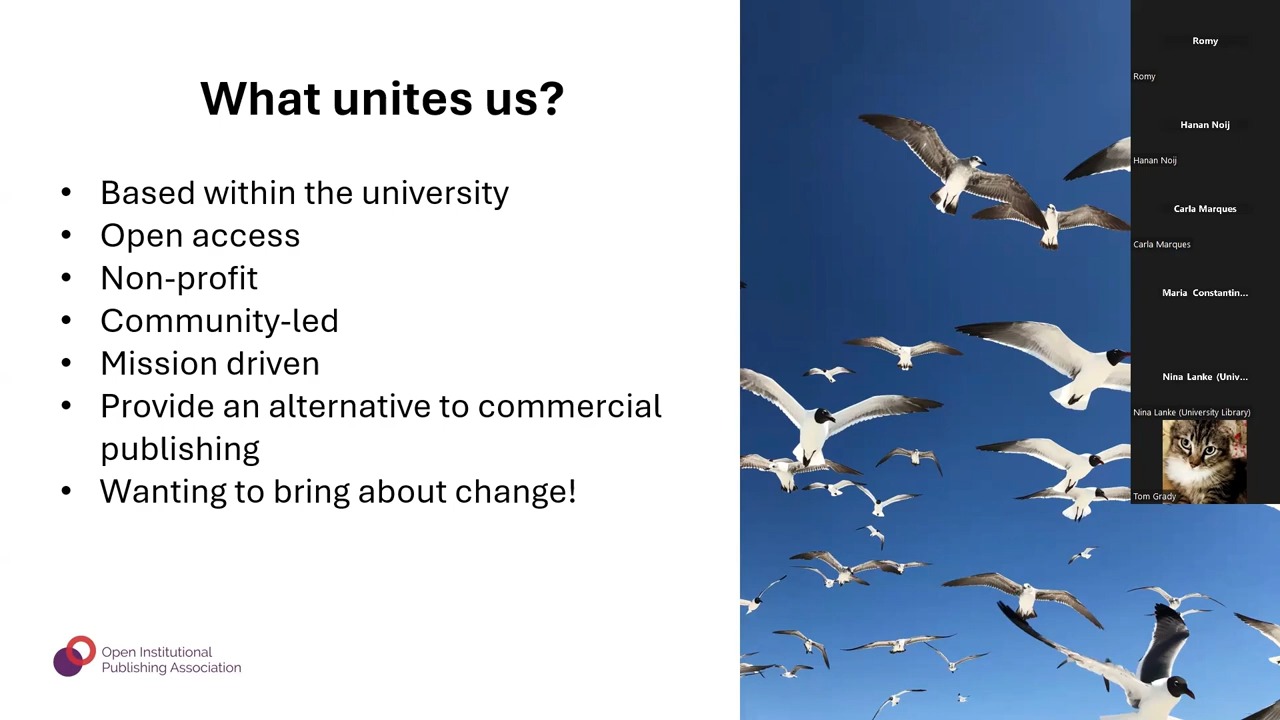 What unites us?
• Based within the university
• Open access
• Non-profit
• Community-led
• Mission driven
• Provide an alternative to commercial
publishing
• Wanting to bring about change!
Open Institutional
Publishing Association
Romy
Romy
Hanan Noij
Hanan Noij
Carla Marques
Carla Marques
Maria Constantin...
Nina Lanke (Univ...
Nina Lanke (University Library)
Tom Grady